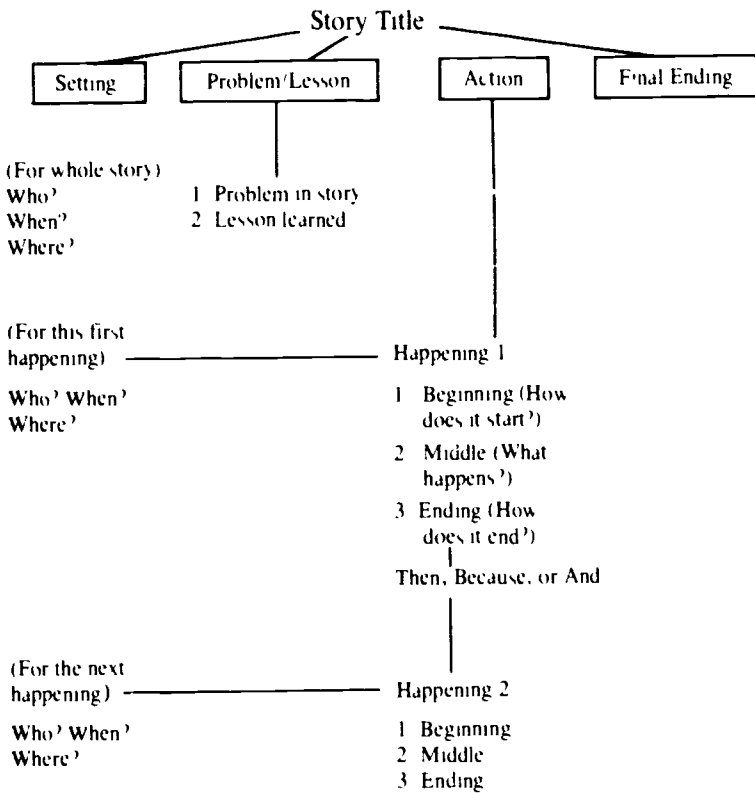 Story Title
Setting
Problem/Lesson
Action
Final Ending
(For whole story)
Who?
When?
Where?
1 Problem in story
2 Lesson learned
(For this first
happening)
Who? When?
Where?
Happening 1
1 Beginning (How
does it start?)
2 Middle (What
happens?)
3 Ending (How
does it end?)
Then, Because, or And
(For the next
happening)
Who? When?
Where?
Happening 2
1 Beginning
2 Middle
3 Ending